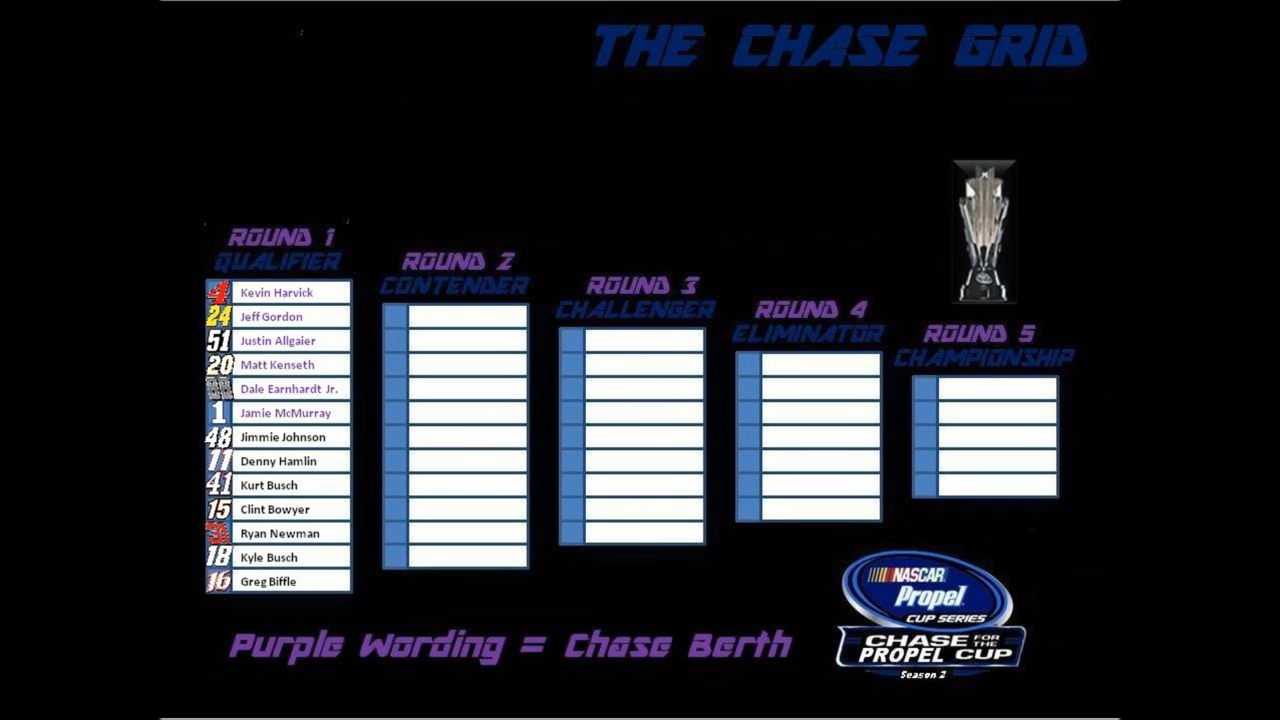 THE CHASE GRID
ROUND 1
QUALIFIER
4 Kevin Harvick
24 Jeff Gordon
51 Justin Allgaier
20 Matt Kenseth
88 Dale Earnhardt Jr.
1 Jamie McMurray
48 Jimmie Johnson
11 Denny Hamlin
41 Kurt Busch
15 Clint Bowyer
31 Ryan Newman
18 Kyle Busch
16 Greg Biffle
ROUND 2
CONTENDER
ROUND 3
CHALLENGER
ROUND 4
ELIMINATOR
ROUND 5
CHAMPIONSHIP
Purple Wording = Chase Berth
NASCAR
Propel
CUP SERIES
CHASE FOR THE
PROPEL CUP
Season 2